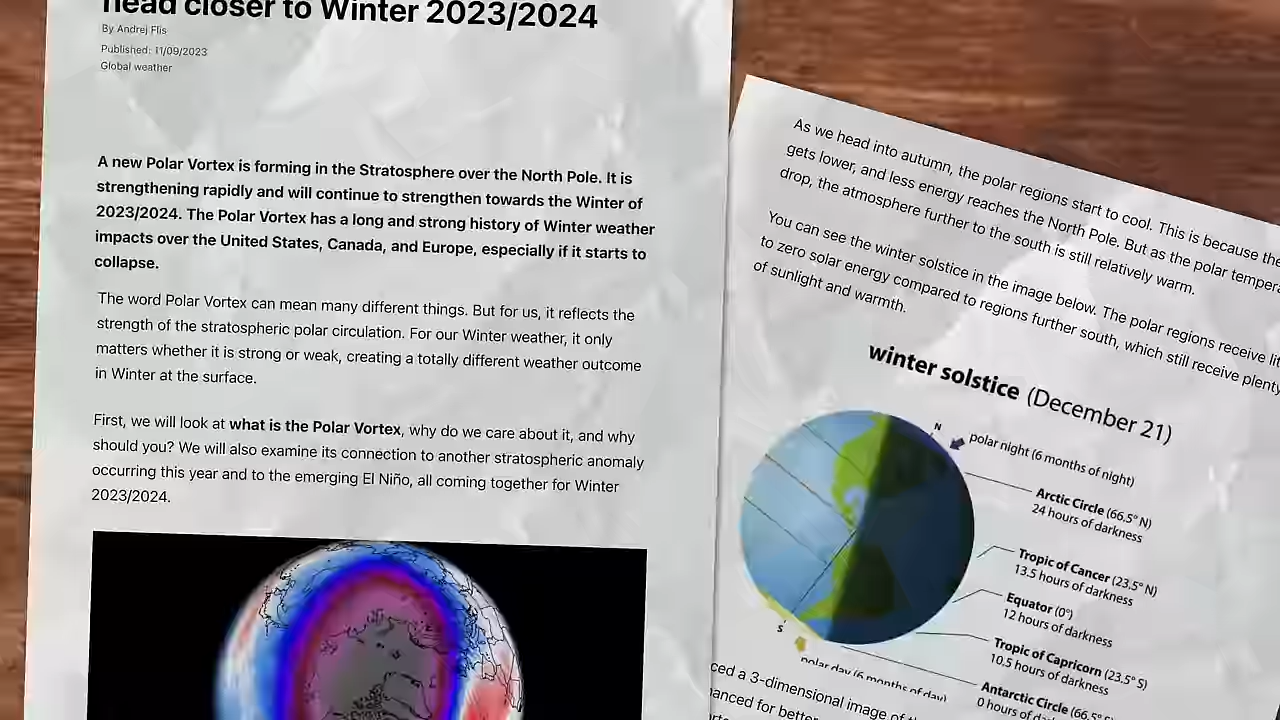 head closer to Winter 2023/2024
By Andrej Flis
Published: 11/09/2023
Global weather
A new Polar Vortex is forming in the Stratosphere over the North Pole. It is
strengthening rapidly and will continue to strengthen towards the Winter of
2023/2024. The Polar Vortex has a long and strong history of Winter weather
impacts over the United States, Canada, and Europe, especially if it starts to
collapse.
The word Polar Vortex can mean many different things. But for us, it reflects the
strength of the stratospheric polar circulation. For our Winter weather, it only
matters whether it is strong or weak, creating a totally different weather outcome
in Winter at the surface.
First, we will look at what is the Polar Vortex, why do we care about it, and why
should you? We will also examine its connection to another stratospheric anomaly
occurring this year and to the emerging El Niño, all coming together for Winter
2023/2024.
As we head into autumn, the polar regions start to cool. This is because the
gets lower, and less energy reaches the North Pole. But as the polar tempera
drop, the atmosphere further to the south is still relatively warm.
You can see the winter solstice in the image below. The polar regions receive lit
to zero solar energy compared to regions further south, which still receive plenty
of sunlight and warmth.
winter solstice (December 21)
N
polar night (6 months of night)
Arctic Circle (66.5° N)
24 hours of darkness
Tropic of Cancer (23.5° N)
13.5 hours of darkness
Equator (0°)
12 hours of darkness
Tropic of Capricorn (23.5° S)
10.5 hours of darkness
Antarctic Circle (66.5° S
0 hours of da
S
polar day (6 months of day)
ced a 3-dimensional image of
anced for better